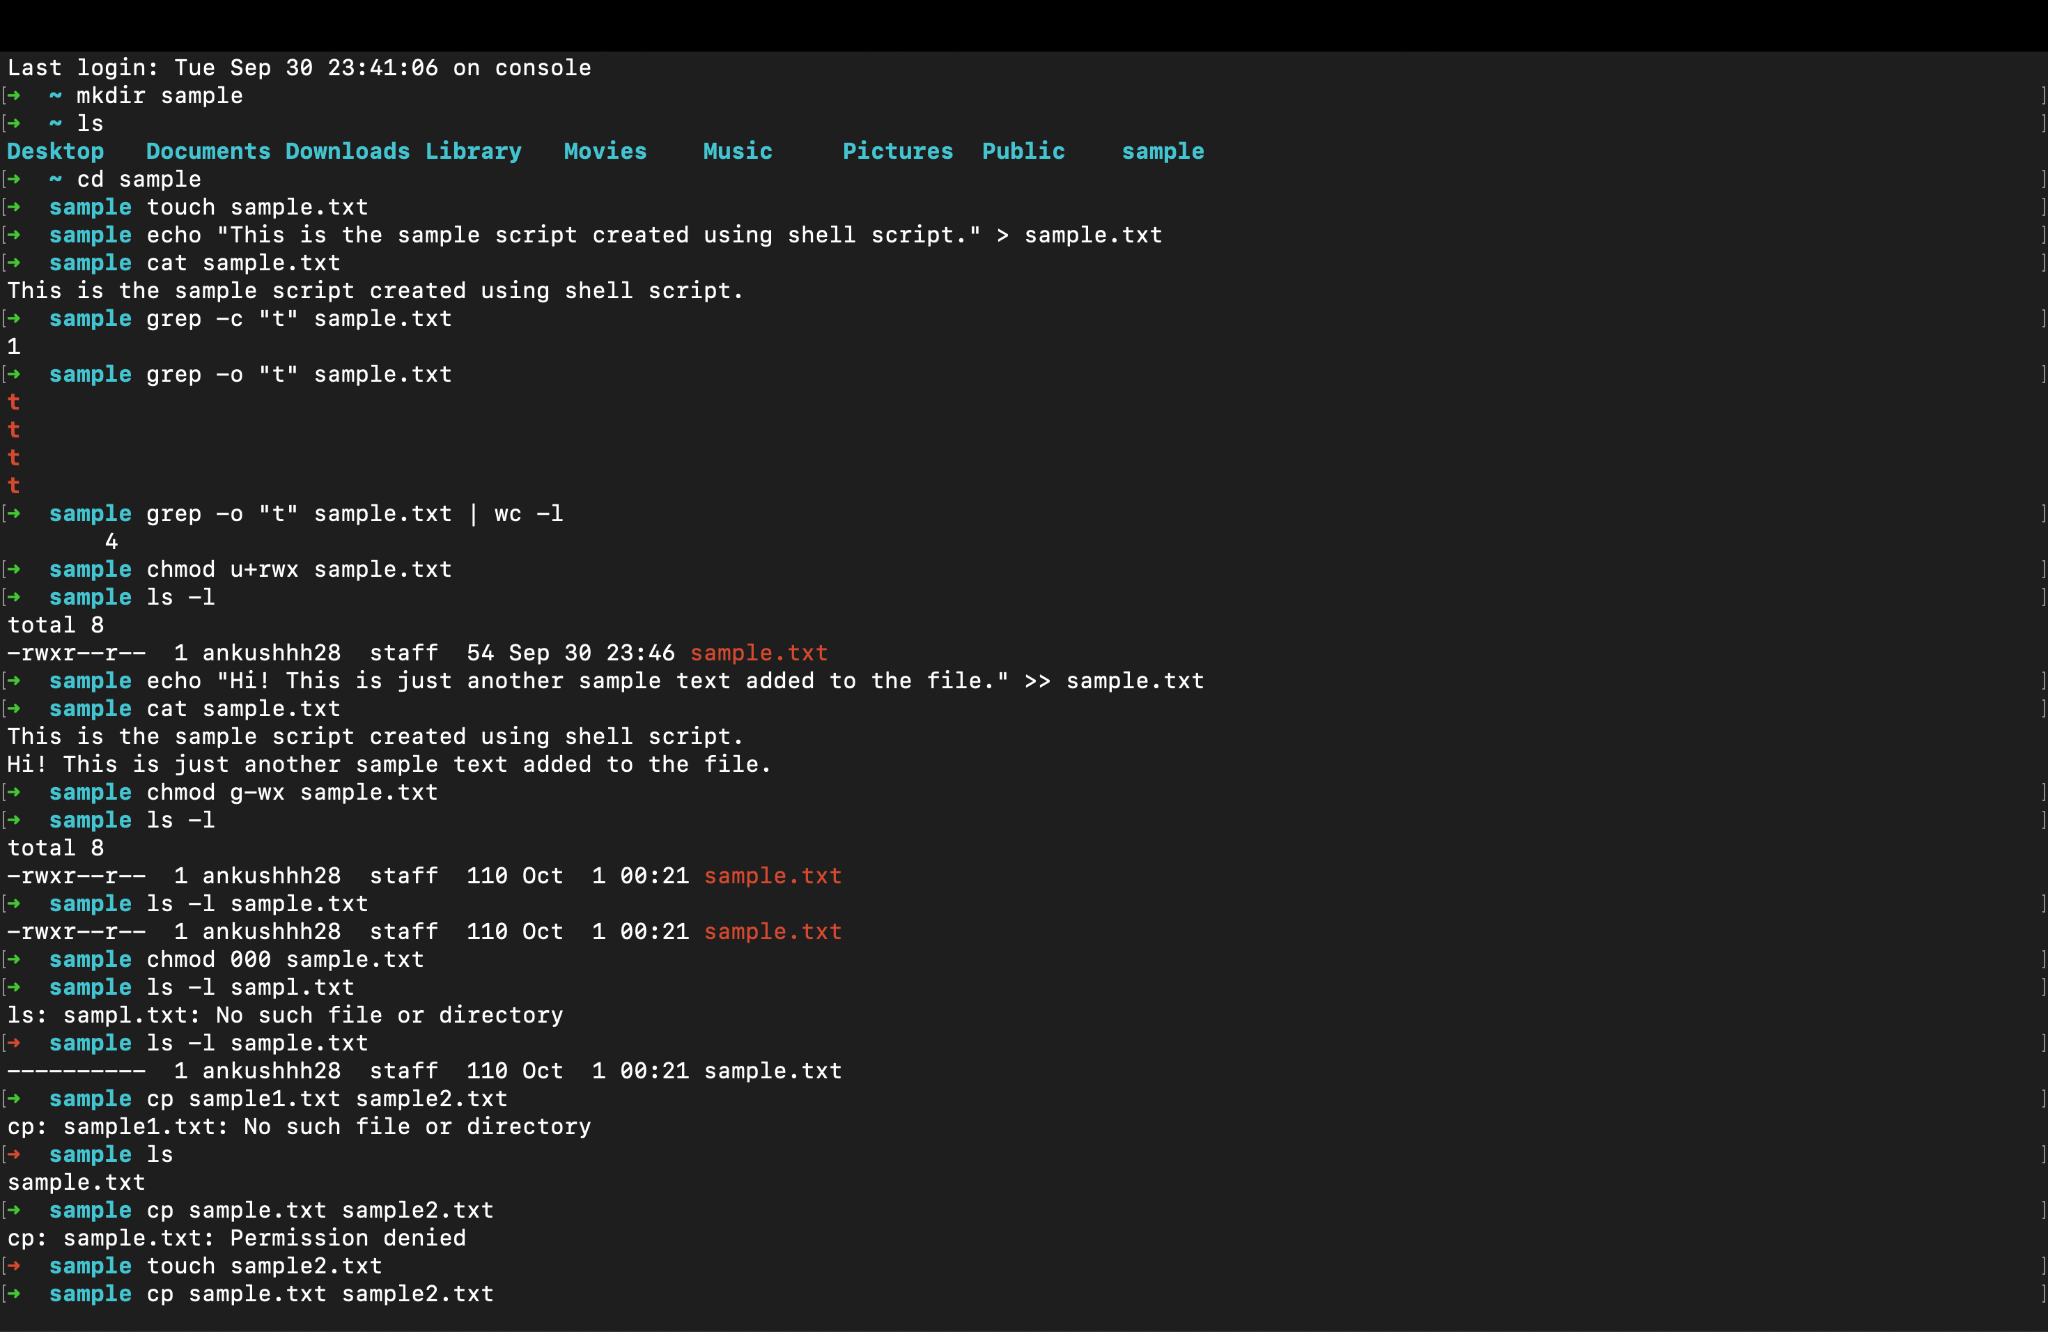 Last login: Tue Sep 30 23:41:06 on console
[➜  ~ mkdir sample ]
[➜  ~ ls ]
Desktop   Documents Downloads Library   Movies    Music     Pictures  Public    sample
[➜  ~ cd sample ]
[➜  sample touch sample.txt ]
[➜  sample echo "This is the sample script created using shell script." > sample.txt ]
[➜  sample cat sample.txt ]
This is the sample script created using shell script.
[➜  sample grep -c "t" sample.txt ]
1
[➜  sample grep -o "t" sample.txt ]
t
t
t
t
[➜  sample grep -o "t" sample.txt | wc -l ]
       4
[➜  sample chmod u+rwx sample.txt ]
[➜  sample ls -l ]
total 8
-rwxr--r--  1 ankushhh28  staff  54 Sep 30 23:46 sample.txt
[➜  sample echo "Hi! This is just another sample text added to the file." >> sample.txt ]
[➜  sample cat sample.txt ]
This is the sample script created using shell script.
Hi! This is just another sample text added to the file.
[➜  sample chmod g-wx sample.txt ]
[➜  sample ls -l ]
total 8
-rwxr--r--  1 ankushhh28  staff  110 Oct  1 00:21 sample.txt
[➜  sample ls -l sample.txt ]
-rwxr--r--  1 ankushhh28  staff  110 Oct  1 00:21 sample.txt
[➜  sample chmod 000 sample.txt ]
[➜  sample ls -l sampl.txt ]
ls: sampl.txt: No such file or directory
[➜  sample ls -l sample.txt ]
----------  1 ankushhh28  staff  110 Oct  1 00:21 sample.txt
[➜  sample cp sample1.txt sample2.txt ]
cp: sample1.txt: No such file or directory
[➜  sample ls ]
sample.txt
[➜  sample cp sample.txt sample2.txt ]
cp: sample.txt: Permission denied
[➜  sample touch sample2.txt ]
[➜  sample cp sample.txt sample2.txt ]